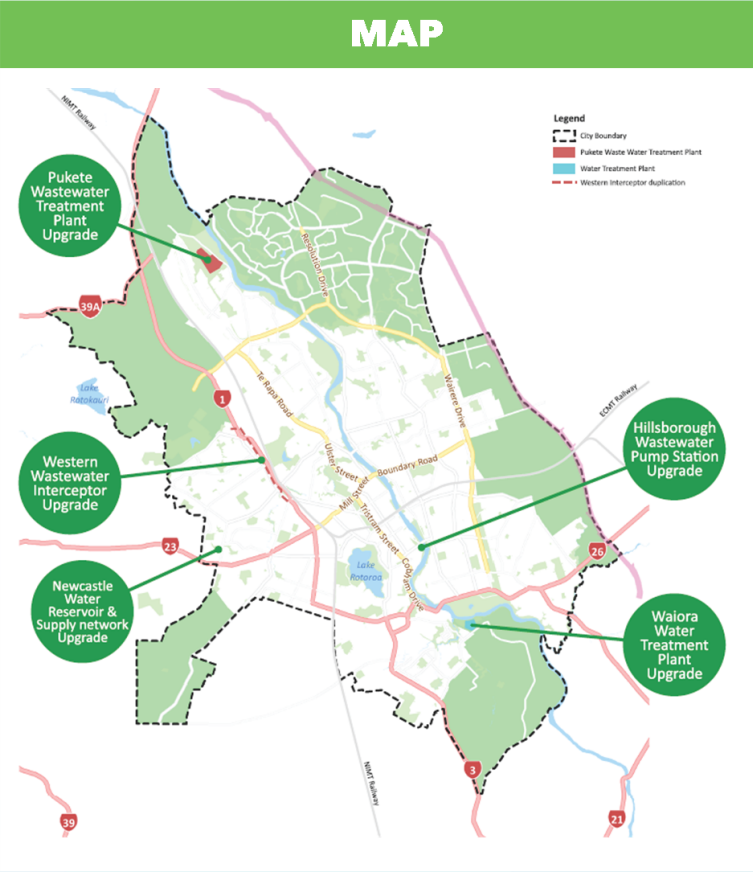 MAP
NIMT Railway
Legend
City Boundary
Pukete Waste Water Treatment Plant
Water Treatment Plant
Western Interceptor duplication
Pukete
Wastewater
Treatment
Plant
Upgrade
Resolution Drive
39A
Lake
Rotokauri
1
Te Rapa Road
Wairere Drive
ECMT Railway
Hillsborough
Wastewater
Pump Station
Upgrade
Western
Wastewater
Interceptor
Upgrade
Ulster Street
Boundary Road
Mill Street
Tristram Street
23
26
Lake
Rotoroa
Cobham Drive
Newcastle
Water
Reservoir &
Supply network
Upgrade
Waiora
Water
Treatment
Plant
Upgrade
3
NIMT Railway
39
21